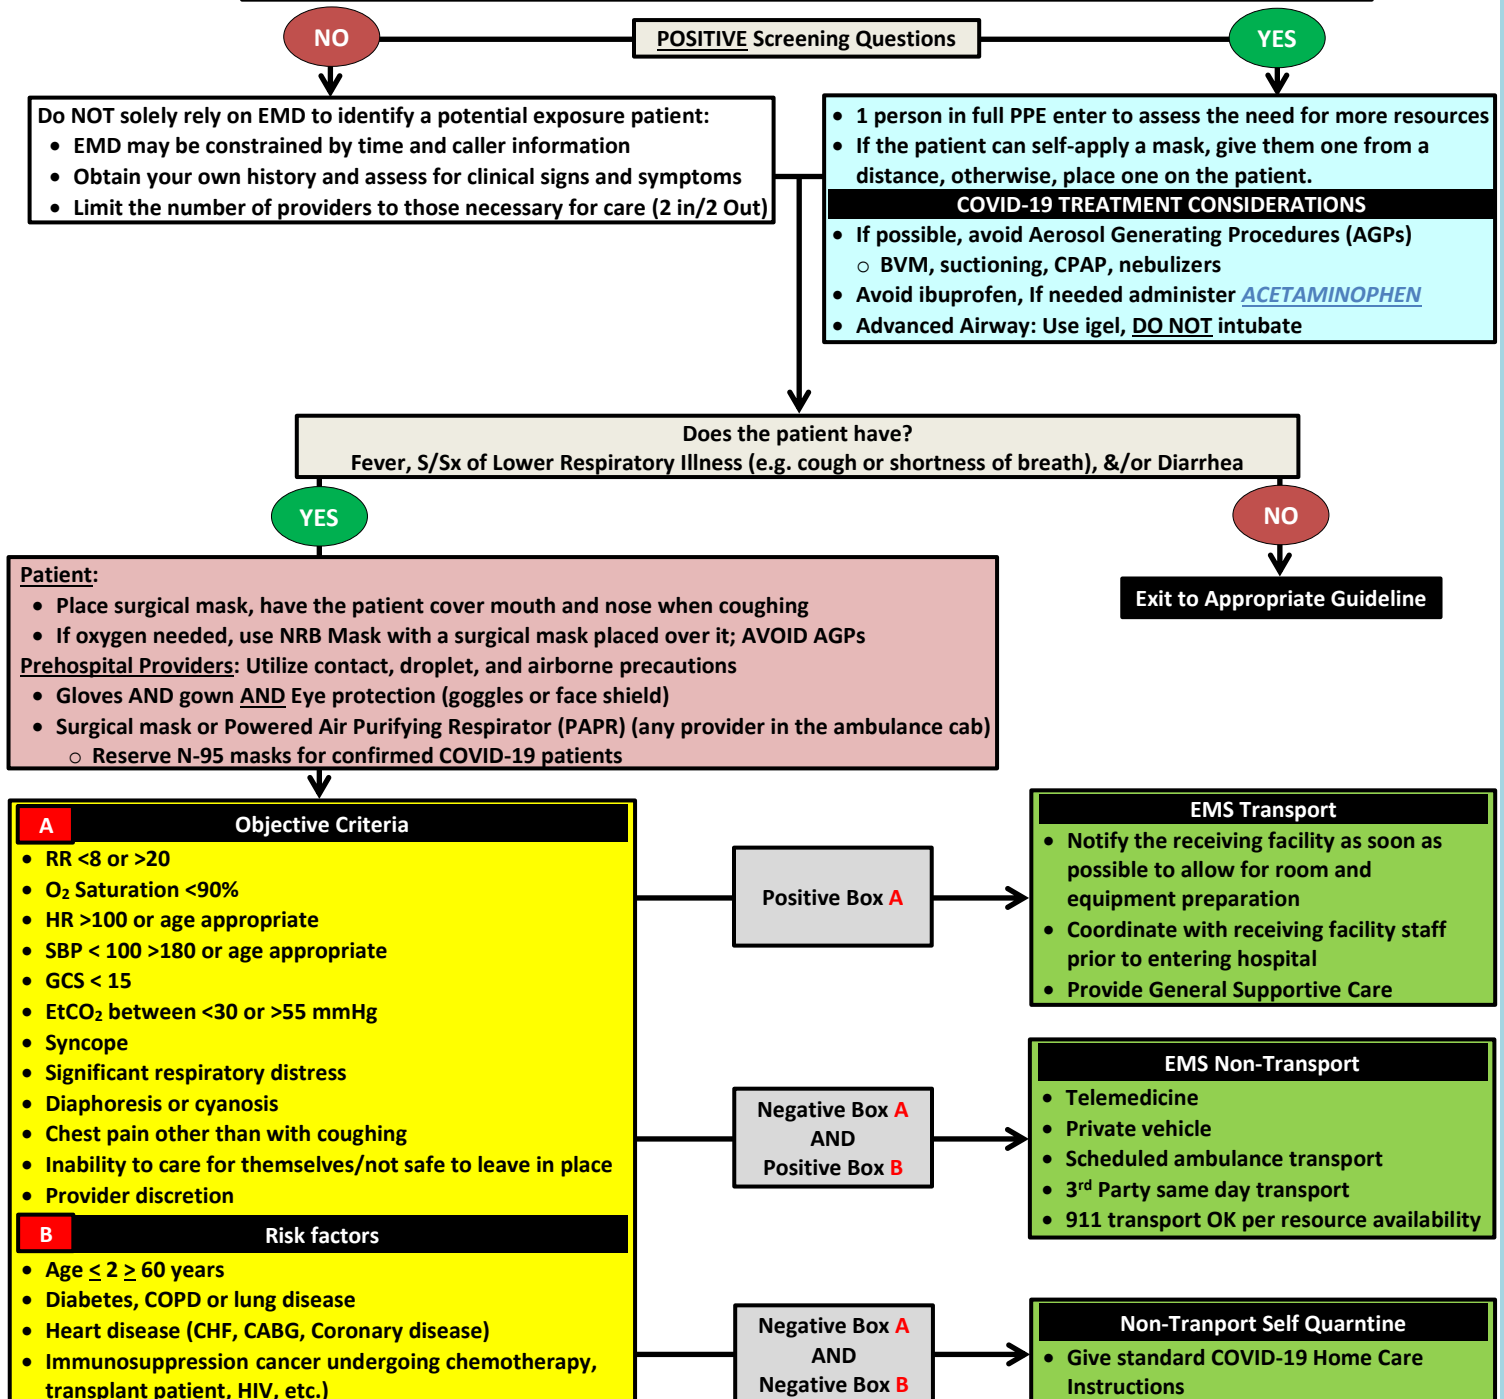 NO
POSITIVE Screening Questions
YES
Do NOT solely rely on EMD to identify a potential exposure patient:
• EMD may be constrained by time and caller information
• Obtain your own history and assess for clinical signs and symptoms
• Limit the number of providers to those necessary for care (2 in/2 Out)
• 1 person in full PPE enter to assess the need for more resources
• If the patient can self-apply a mask, give them one from a
distance, otherwise, place one on the patient.
COVID-19 TREATMENT CONSIDERATIONS
• If possible, avoid Aerosol Generating Procedures (AGPs)
○ BVM, suctioning, CPAP, nebulizers
• Avoid ibuprofen, If needed administer ACETAMINOPHEN
• Advanced Airway: Use igel, DO NOT intubate
Does the patient have?
Fever, S/Sx of Lower Respiratory Illness (e.g. cough or shortness of breath), &/or Diarrhea
YES
NO
Exit to Appropriate Guideline
Patient:
• Place surgical mask, have the patient cover mouth and nose when coughing
• If oxygen needed, use NRB Mask with a surgical mask placed over it; AVOID AGPs
Prehospital Providers: Utilize contact, droplet, and airborne precautions
• Gloves AND gown AND Eye protection (goggles or face shield)
• Surgical mask or Powered Air Purifying Respirator (PAPR) (any provider in the ambulance cab)
○ Reserve N-95 masks for confirmed COVID-19 patients
A Objective Criteria
• RR <8 or >20
• O₂ Saturation <90%
• HR >100 or age appropriate
• SBP < 100 >180 or age appropriate
• GCS < 15
• EtCO₂ between <30 or >55 mmHg
• Syncope
• Significant respiratory distress
• Diaphoresis or cyanosis
• Chest pain other than with coughing
• Inability to care for themselves/not safe to leave in place
• Provider discretion
B Risk factors
• Age ≤ 2 ≥ 60 years
• Diabetes, COPD or lung disease
• Heart disease (CHF, CABG, Coronary disease)
• Immunosuppression cancer undergoing chemotherapy,
transplant patient, HIV, etc.)
Positive Box A
EMS Transport
• Notify the receiving facility as soon as
possible to allow for room and
equipment preparation
• Coordinate with receiving facility staff
prior to entering hospital
• Provide General Supportive Care
Negative Box A
AND
Positive Box B
EMS Non-Transport
• Telemedicine
• Private vehicle
• Scheduled ambulance transport
• 3rd Party same day transport
• 911 transport OK per resource availability
Negative Box A
AND
Negative Box B
Non-Tranport Self Quarntine
• Give standard COVID-19 Home Care
Instructions